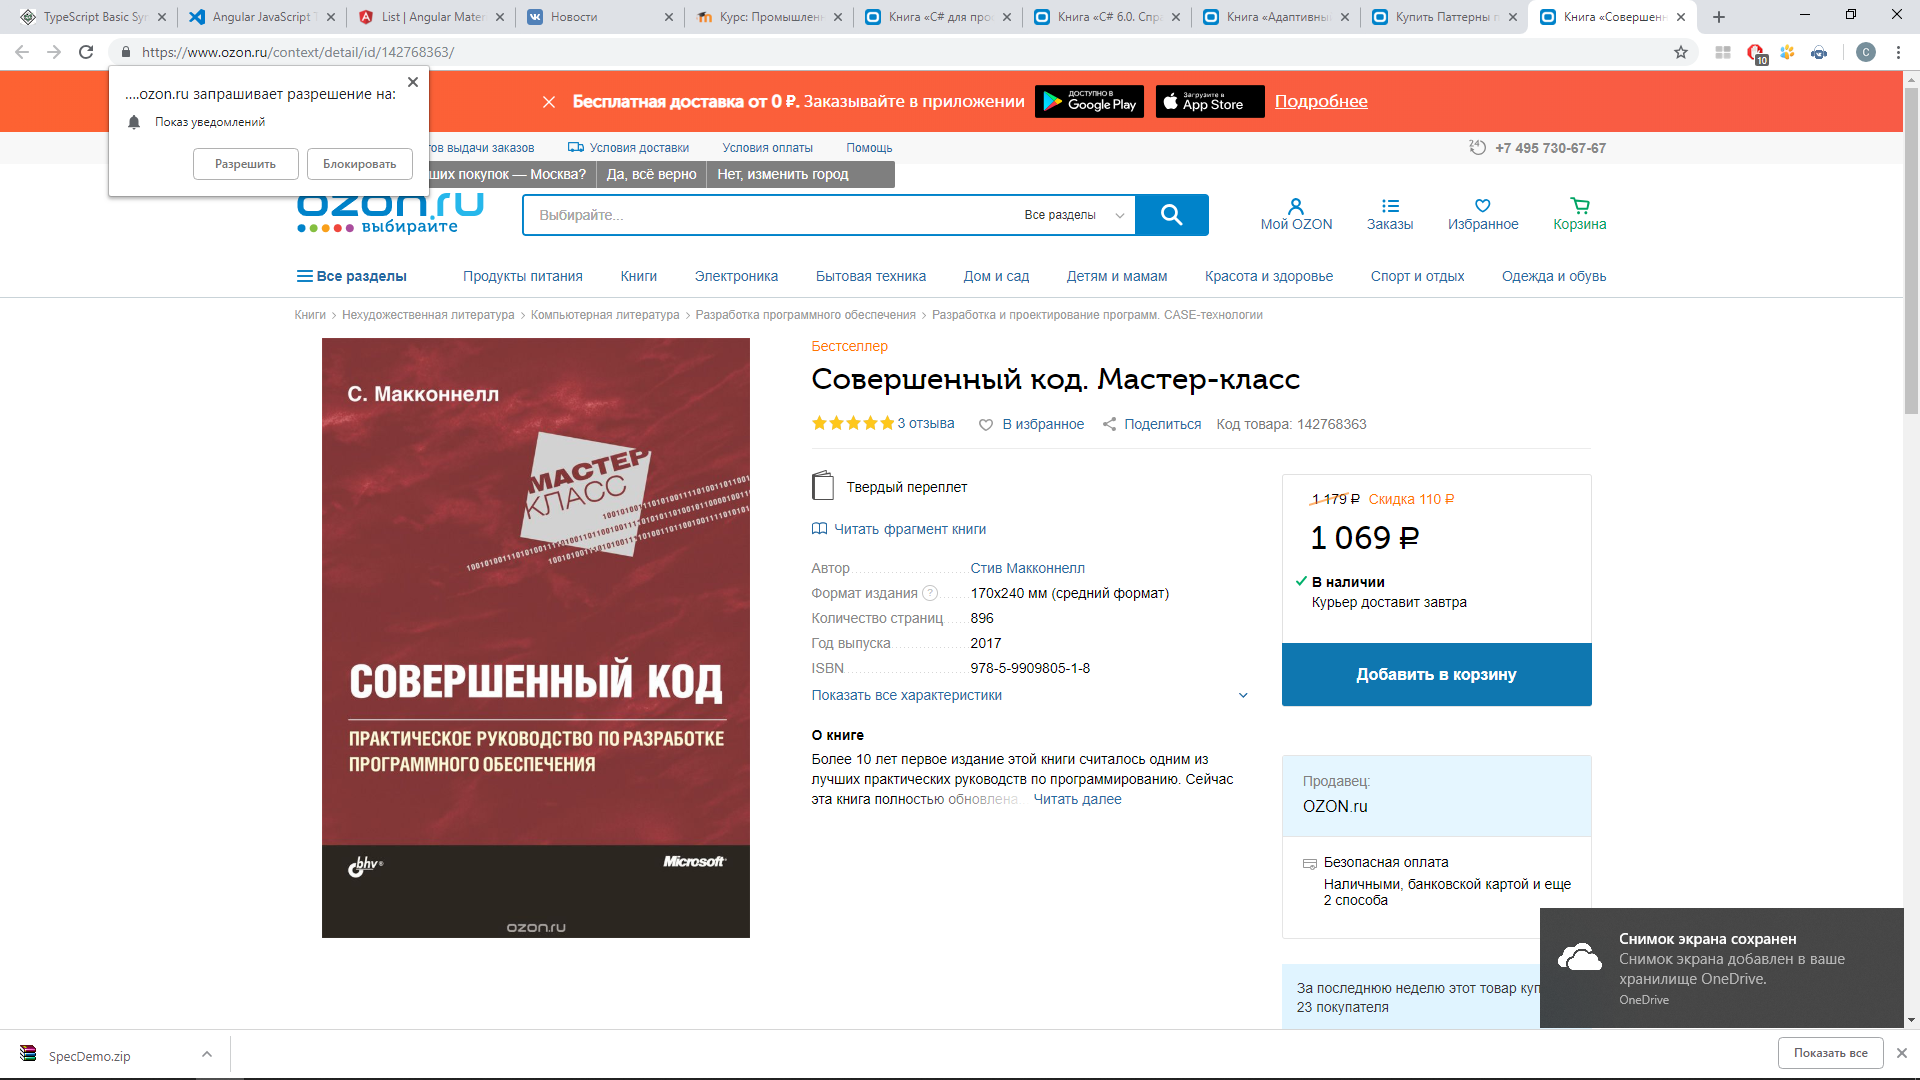 TypeScript Basic Syn
Angular JavaScript T
List | Angular Mater
Новости
Курс: Промышленн
Книга «C# для про
Книга «C# 6.0. Спра
Книга «Адаптивны
Купить Паттерны п
Книга «Совершенн
https://www.ozon.ru/context/detail/id/142768363/
10
C
....ozon.ru запрашивает разрешение на:
Показ уведомлений
Разрешить
Блокировать
Бесплатная доставка от 0 ₽. Заказывайте в приложении
ДОСТУПНО В
Google Play
Загрузите в
App Store
Подробнее
тов выдачи заказов
Условия доставки
Условия оплаты
Помощь
24
+7 495 730-67-67
ших покупок — Москва?
Да, всё верно
Нет, изменить город
ozon.ru
выбирайте
Выбирайте...
Все разделы
Мой OZON
Заказы
Избранное
Корзина
Все разделы
Продукты питания
Книги
Электроника
Бытовая техника
Дом и сад
Детям и мамам
Красота и здоровье
Спорт и отдых
Одежда и обувь
Книги > Нехудожественная литература > Компьютерная литература > Разработка программного обеспечения > Разработка и проектирование программ. CASE-технологии
С. Макконнелл
МАСТЕР
КЛАСС
СОВЕРШЕННЫЙ КОД
ПРАКТИЧЕСКОЕ РУКОВОДСТВО ПО РАЗРАБОТКЕ
ПРОГРАММНОГО ОБЕСПЕЧЕНИЯ
bhv®
Microsoft®
ozon.ru
Бестселлер
Совершенный код. Мастер-класс
3 отзыва
В избранное
Поделиться
Код товара: 142768363
Твердый переплет
Читать фрагмент книги
Автор Стив Макконнелл
Формат издания ? 170x240 мм (средний формат)
Количество страниц 896
Год выпуска 2017
ISBN 978-5-9909805-1-8
Показать все характеристики
О книге
Более 10 лет первое издание этой книги считалось одним из
лучших практических руководств по программированию. Сейчас
эта книга полностью обновлена... Читать далее
1 179 ₽ Скидка 110 ₽
1 069 ₽
В наличии
Курьер доставит завтра
Добавить в корзину
Продавец:
OZON.ru
Безопасная оплата
Наличными, банковской картой и еще
2 способа
За последнюю неделю этот товар куп
23 покупателя
Снимок экрана сохранен
Снимок экрана добавлен в ваше
хранилище OneDrive.
OneDrive
SpecDemo.zip
Показать все